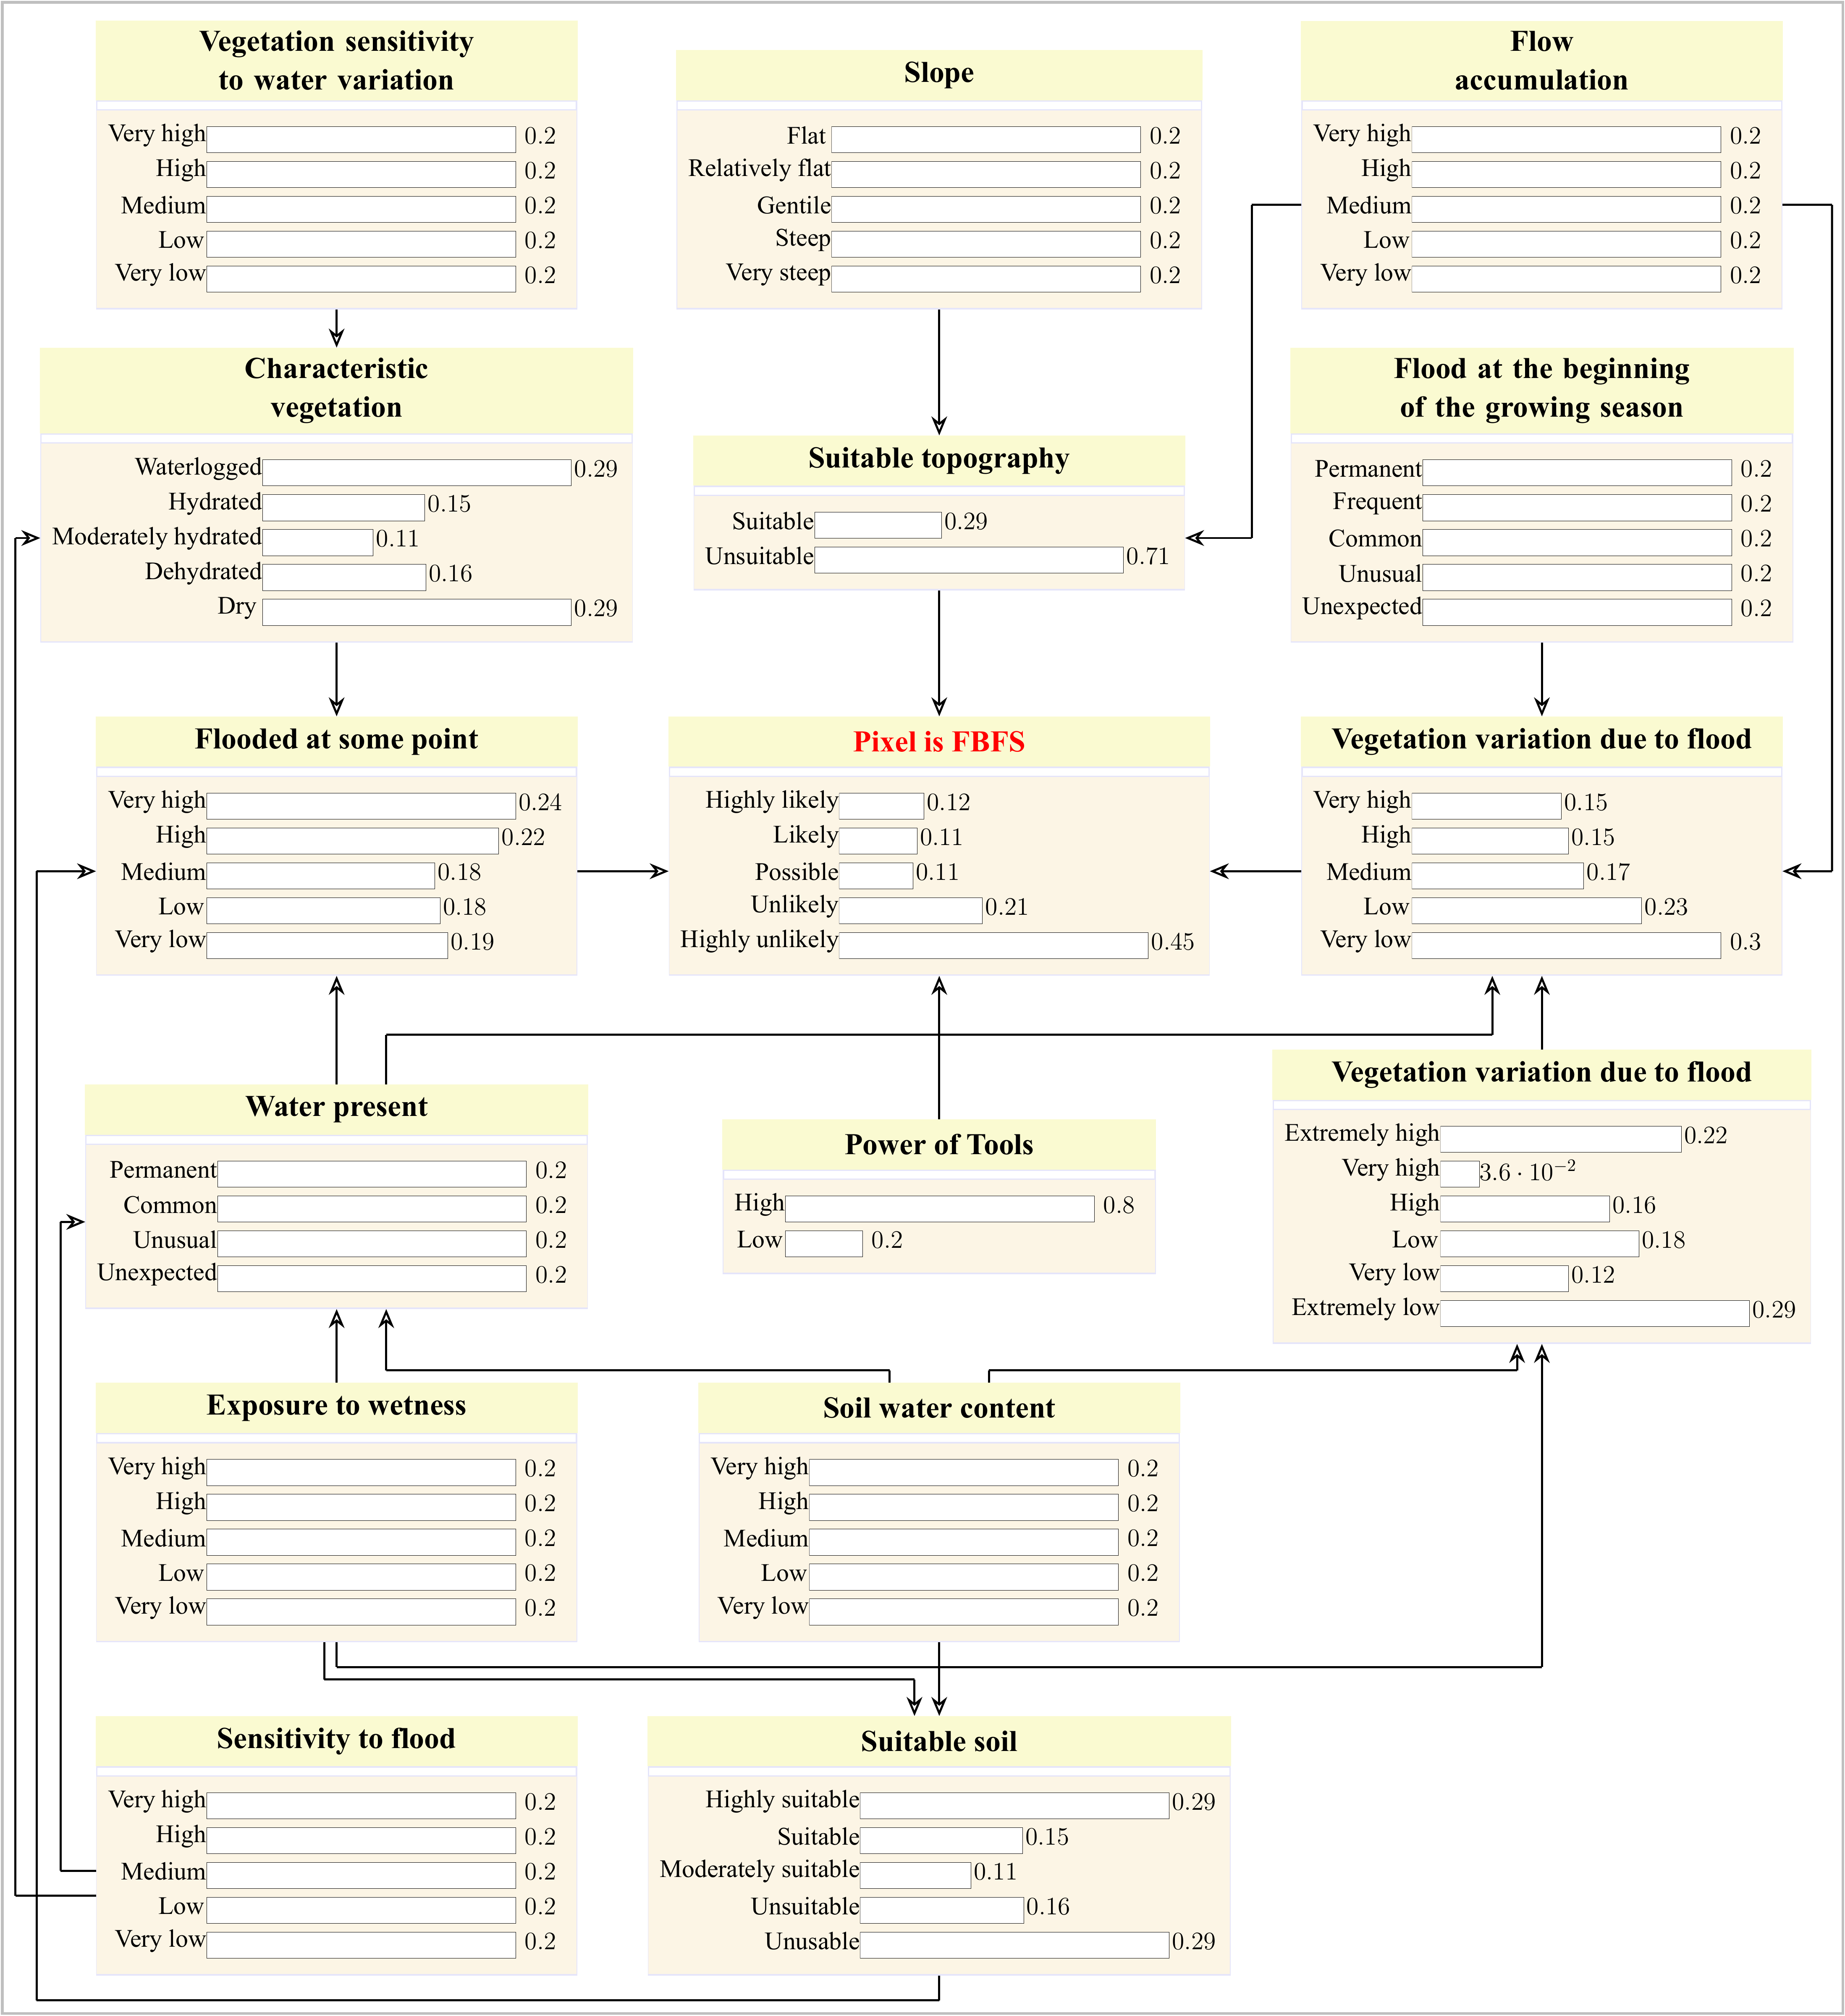 Vegetation sensitivity
to water variation
Very high 0.2
High 0.2
Medium 0.2
Low 0.2
Very low 0.2
Slope
Flat 0.2
Relatively flat 0.2
Gentile 0.2
Steep 0.2
Very steep 0.2
Flow
accumulation
Very high 0.2
High 0.2
Medium 0.2
Low 0.2
Very low 0.2
Characteristic
vegetation
Waterlogged 0.29
Hydrated 0.15
Moderately hydrated 0.11
Dehydrated 0.16
Dry 0.29
Suitable topography
Suitable 0.29
Unsuitable 0.71
Flood at the beginning
of the growing season
Permanent 0.2
Frequent 0.2
Common 0.2
Unusual 0.2
Unexpected 0.2
Flooded at some point
Very high 0.24
High 0.22
Medium 0.18
Low 0.18
Very low 0.19
Pixel is FBFS
Highly likely 0.12
Likely 0.11
Possible 0.11
Unlikely 0.21
Highly unlikely 0.45
Vegetation variation due to flood
Very high 0.15
High 0.15
Medium 0.17
Low 0.23
Very low 0.3
Water present
Permanent 0.2
Common 0.2
Unusual 0.2
Unexpected 0.2
Power of Tools
High 0.8
Low 0.2
Vegetation variation due to flood
Extremely high 0.22
Very high 3.6 · 10⁻²
High 0.16
Low 0.18
Very low 0.12
Extremely low 0.29
Exposure to wetness
Very high 0.2
High 0.2
Medium 0.2
Low 0.2
Very low 0.2
Soil water content
Very high 0.2
High 0.2
Medium 0.2
Low 0.2
Very low 0.2
Sensitivity to flood
Very high 0.2
High 0.2
Medium 0.2
Low 0.2
Very low 0.2
Suitable soil
Highly suitable 0.29
Suitable 0.15
Moderately suitable 0.11
Unsuitable 0.16
Unusable 0.29